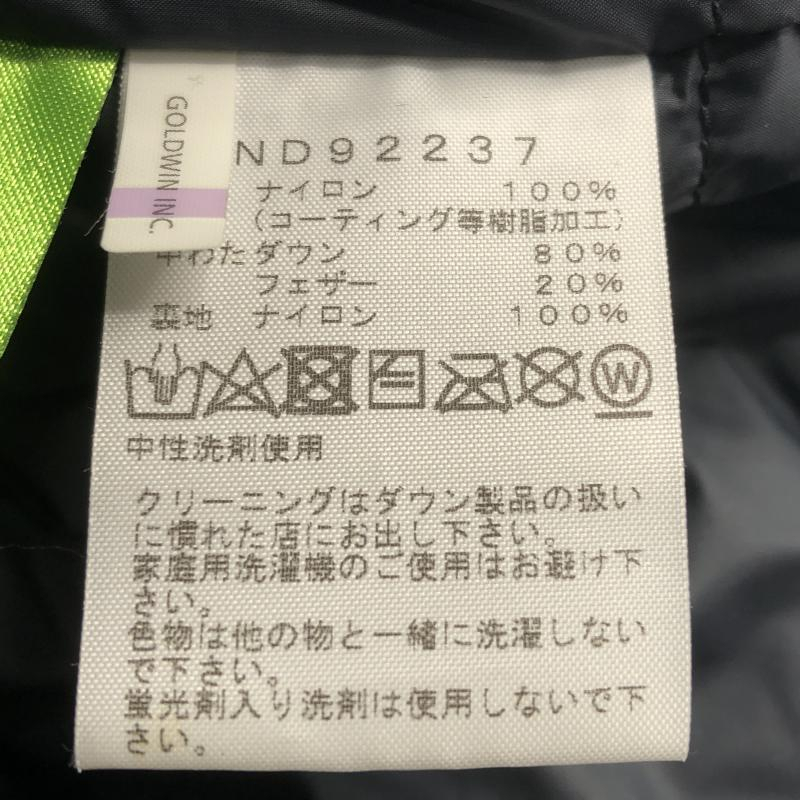 GOLDWIN INC.
ND92237
ナイロン 100%
(コーティング等樹脂加工)
中わた ダウン 80%
フェザー 20%
裏地 ナイロン 100%
W
中性洗剤使用
クリーニングはダウン製品の扱い
に慣れた店にお出し下さい。
家庭用洗濯機のご使用はお避け下
さい。
色物は他の物と一緒に洗濯しない
で下さい。
蛍光剤入り洗剤は使用しないで下
さい。